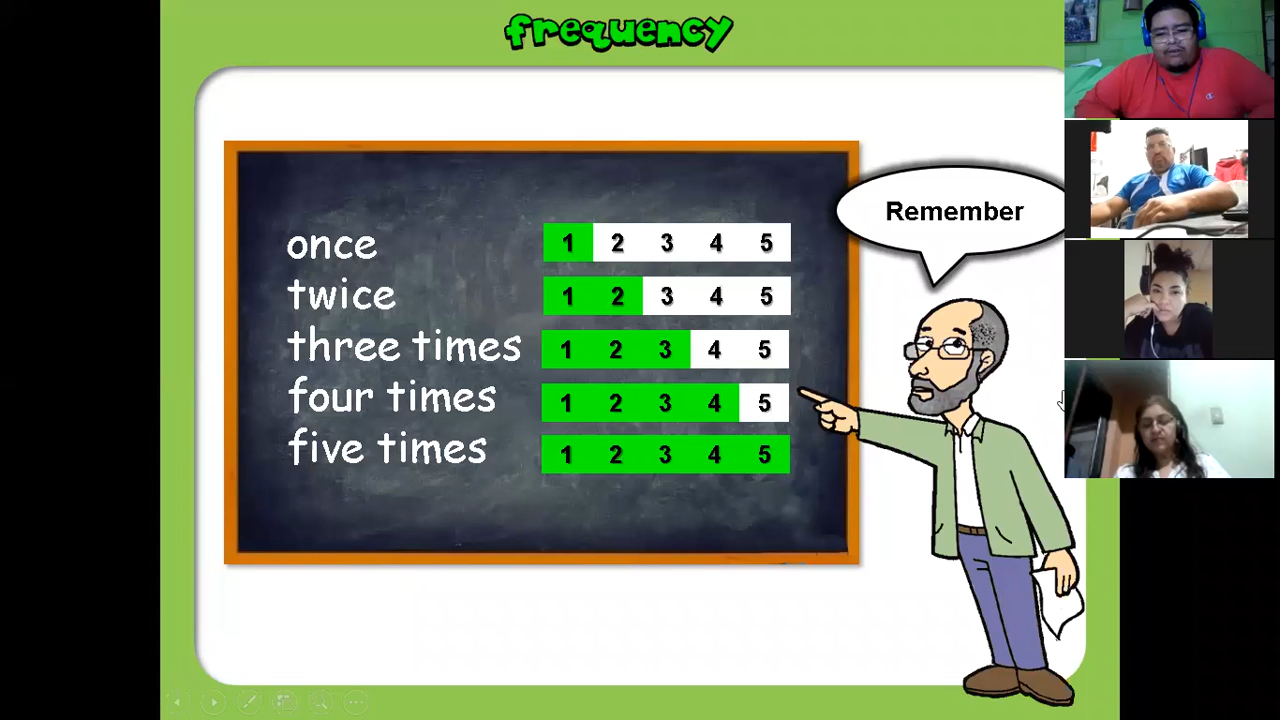 frequency
Remember
once 1 2 3 4 5
twice 1 2 3 4 5
three times 1 2 3 4 5
four times 1 2 3 4 5
five times 1 2 3 4 5